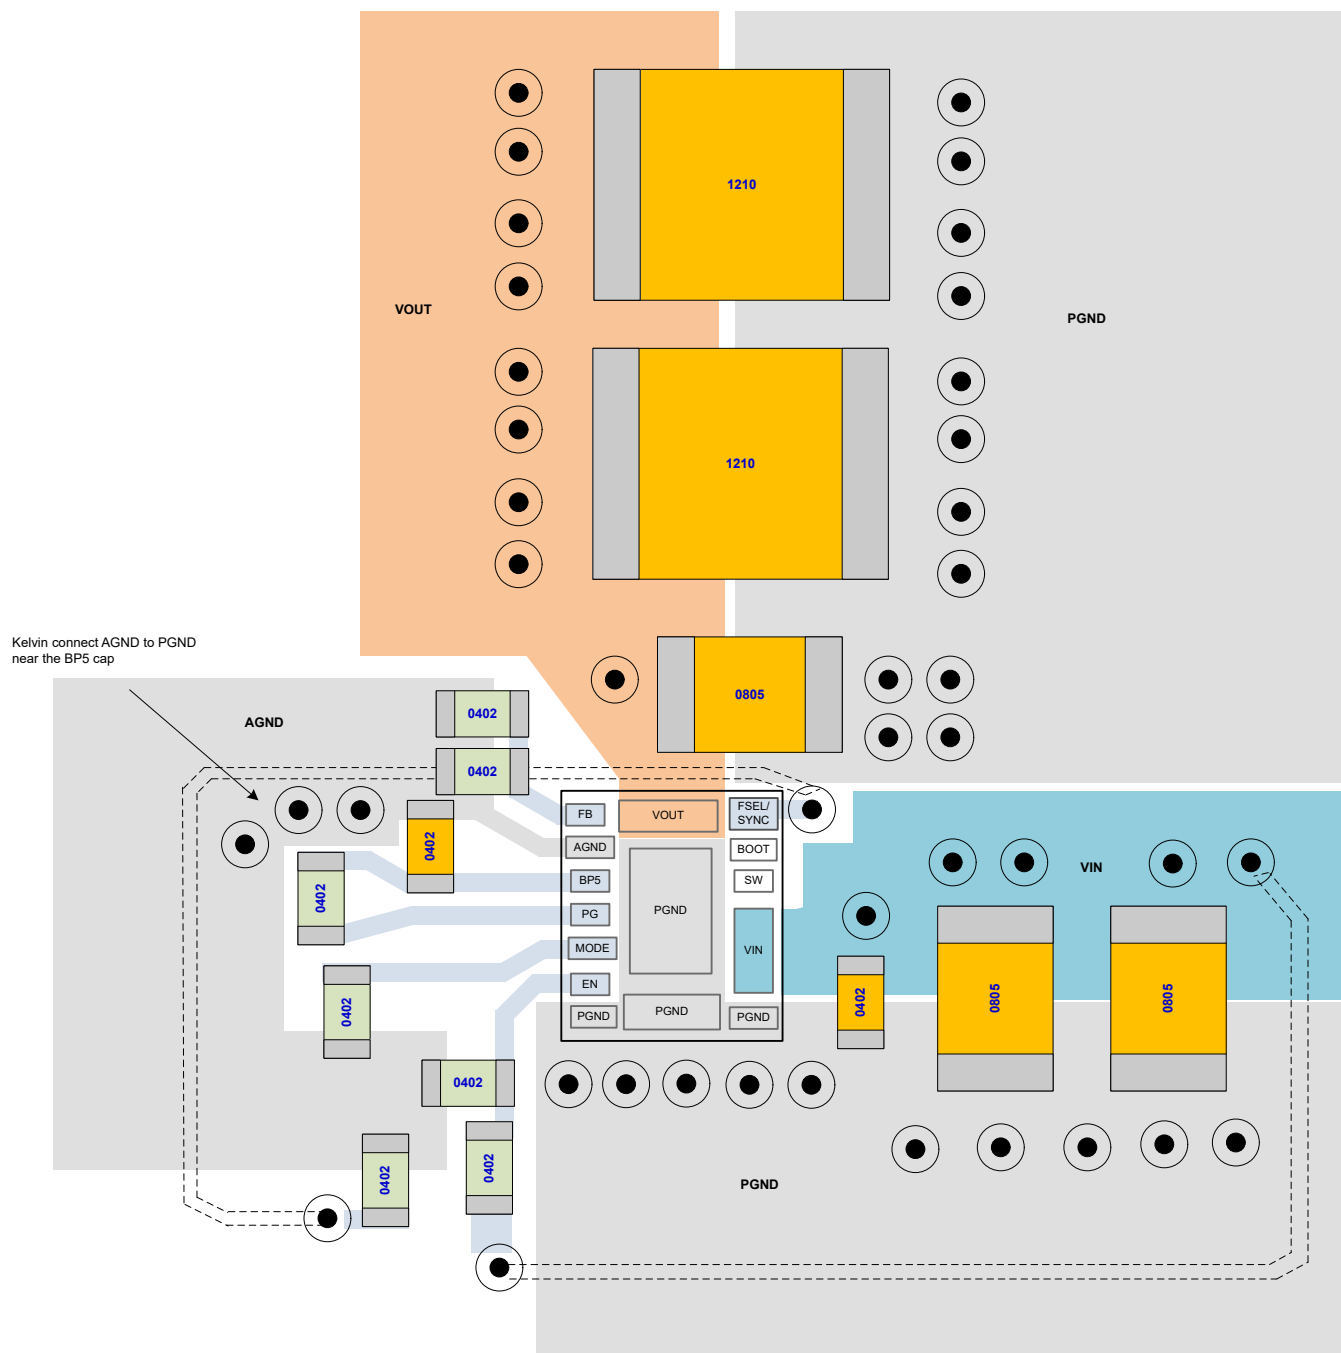 1210
VOUT
PGND
1210
Kelvin connect AGND to PGND
near the BP5 cap
0805
0402
AGND
0402
FB
VOUT
FSEL/
SYNC
0402
AGND
BOOT
BP5
SW
0402
PG
PGND
VIN
MODE
VIN
EN
0402
0402
0805
0805
PGND
PGND
PGND
0402
0402
0402
PGND